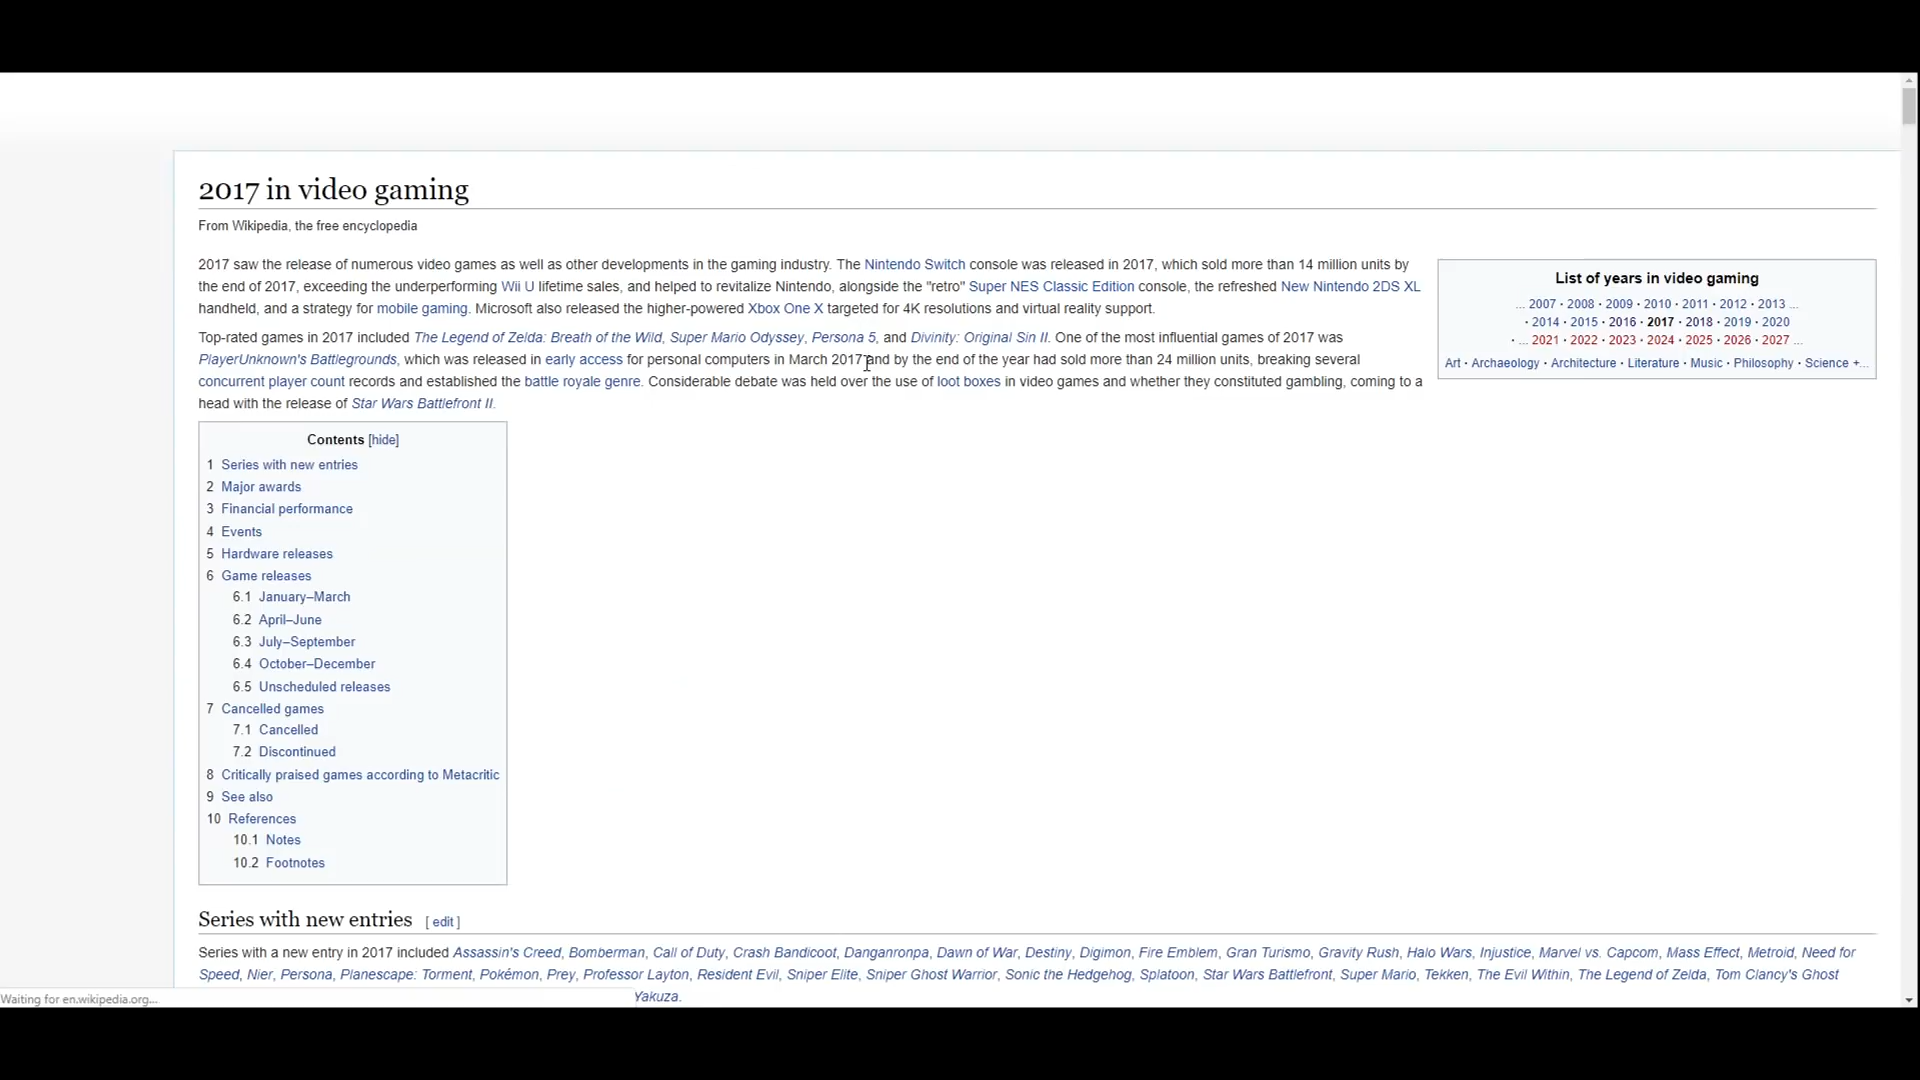 2017 in video gaming
From Wikipedia, the free encyclopedia
2017 saw the release of numerous video games as well as other developments in the gaming industry. The Nintendo Switch console was released in 2017, which sold more than 14 million units by
the end of 2017, exceeding the underperforming Wii U lifetime sales, and helped to revitalize Nintendo, alongside the "retro" Super NES Classic Edition console, the refreshed New Nintendo 2DS XL
handheld, and a strategy for mobile gaming. Microsoft also released the higher-powered Xbox One X targeted for 4K resolutions and virtual reality support.
Top-rated games in 2017 included The Legend of Zelda: Breath of the Wild, Super Mario Odyssey, Persona 5, and Divinity: Original Sin II. One of the most influential games of 2017 was
PlayerUnknown's Battlegrounds, which was released in early access for personal computers in March 2017 and by the end of the year had sold more than 24 million units, breaking several
concurrent player count records and established the battle royale genre. Considerable debate was held over the use of loot boxes in video games and whether they constituted gambling, coming to a
head with the release of Star Wars Battlefront II.
List of years in video gaming
... 2007 · 2008 · 2009 · 2010 · 2011 · 2012 · 2013 ...
· 2014 · 2015 · 2016 · 2017 · 2018 · 2019 · 2020
· ... 2021 · 2022 · 2023 · 2024 · 2025 · 2026 · 2027 ...
Art · Archaeology · Architecture · Literature · Music · Philosophy · Science +...
Contents [hide]
1 Series with new entries
2 Major awards
3 Financial performance
4 Events
5 Hardware releases
6 Game releases
6.1 January–March
6.2 April–June
6.3 July–September
6.4 October–December
6.5 Unscheduled releases
7 Cancelled games
7.1 Cancelled
7.2 Discontinued
8 Critically praised games according to Metacritic
9 See also
10 References
10.1 Notes
10.2 Footnotes
Series with new entries [ edit ]
Series with a new entry in 2017 included Assassin's Creed, Bomberman, Call of Duty, Crash Bandicoot, Danganronpa, Dawn of War, Destiny, Digimon, Fire Emblem, Gran Turismo, Gravity Rush, Halo Wars, Injustice, Marvel vs. Capcom, Mass Effect, Metroid, Need for
Speed, Nier, Persona, Planescape: Torment, Pokémon, Prey, Professor Layton, Resident Evil, Sniper Elite, Sniper Ghost Warrior, Sonic the Hedgehog, Splatoon, Star Wars Battlefront, Super Mario, Tekken, The Evil Within, The Legend of Zelda, Tom Clancy's Ghost
Yakuza.
Waiting for en.wikipedia.org...